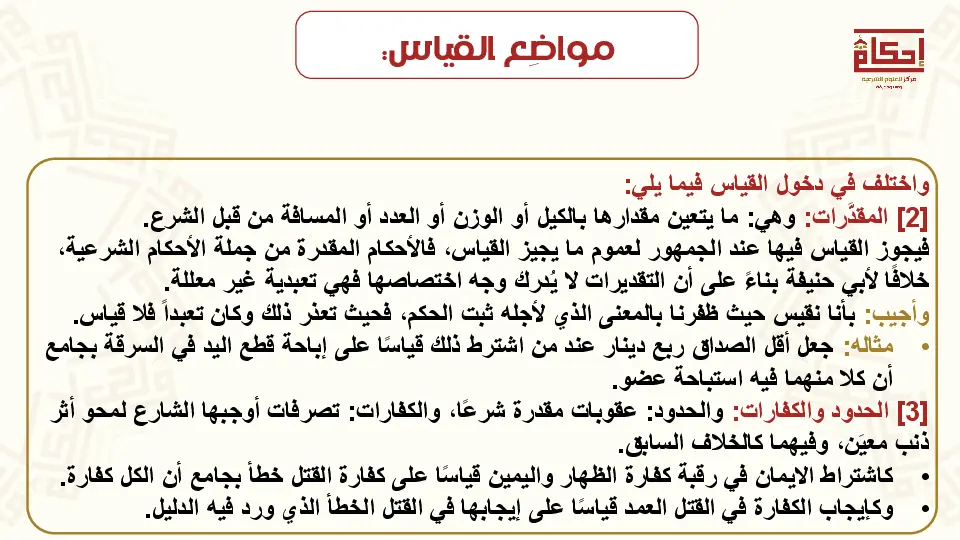 مواضِع القياس:
إحكام
مركز للعلوم الشرعية
واختلف في دخول القياس فيما يلي:
[2] المقدَّرات: وهي: ما يتعين مقدارها بالكيل أو الوزن أو العدد أو المسافة من قبل الشرع.
فيجوز القياس فيها عند الجمهور لعموم ما يجيز القياس، فالأحكام المقدرة من جملة الأحكام الشرعية،
خلافًا لأبي حنيفة بناءً على أن التقديرات لا يُدرك وجه اختصاصها فهي تعبدية غير معللة.
وأجيب: بأنا نقيس حيث ظفرنا بالمعنى الذي لأجله ثبت الحكم، فحيث تعذر ذلك وكان تعبداً فلا قياس.
• مثاله: جعل أقل الصداق ربع دينار عند من اشترط ذلك قياسًا على إباحة قطع اليد في السرقة بجامع
أن كلا منهما فيه استباحة عضو.
[3] الحدود والكفارات: والحدود: عقوبات مقدرة شرعًا، والكفارات: تصرفات أوجبها الشارع لمحو أثر
ذنب معيَن، وفيهما كالخلاف السابق.
• كاشتراط الايمان في رقبة كفارة الظهار واليمين قياسًا على كفارة القتل خطأ بجامع أن الكل كفارة.
• وكإيجاب الكفارة في القتل العمد قياسًا على إيجابها في القتل الخطأ الذي ورد فيه الدليل.